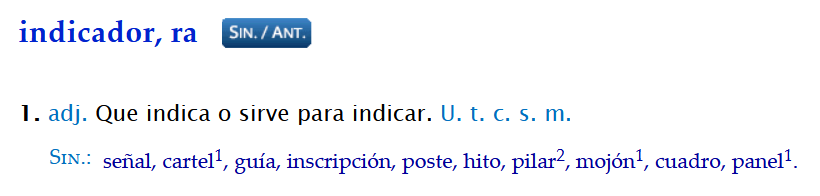 indicador, ra SIN. / ANT.
1. adj. Que indica o sirve para indicar. U. t. c. s. m.
SIN.: señal, cartel¹, guía, inscripción, poste, hito, pilar², mojón¹, cuadro, panel¹.